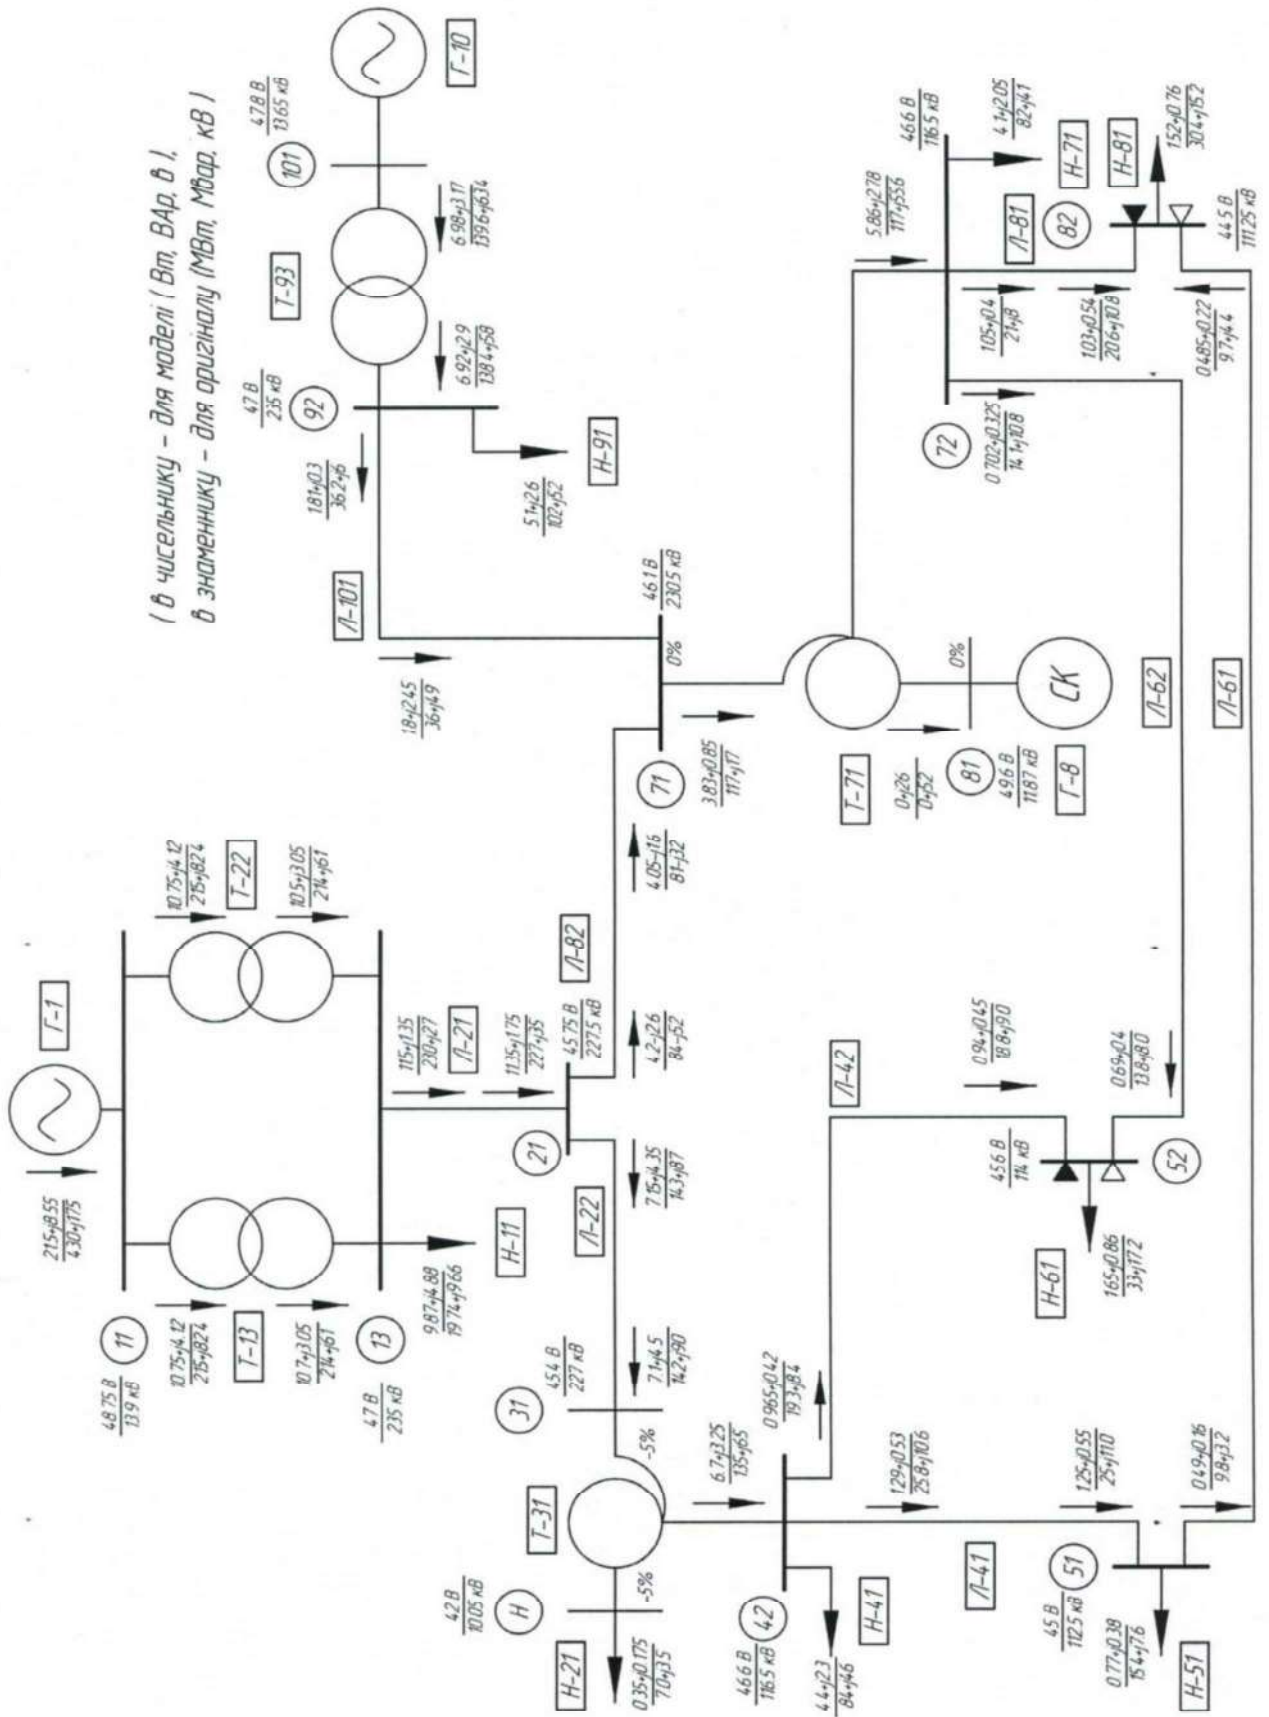 ( в чисельнику – для моделі ( Вт, ВАр, В ),
в знаменнику – для оригіналу (МВт, Мвар, кВ )
47.8 В
13.65 кВ
101
Г-10
6.98+j3.17
139.6+j63.4
Т-93
6.92+j2.9
138.4+j58
47 В
235 кВ
92
Н-91
5.1+j2.6
102+j52
1.81+j0.3
36.2+j6
Л-101
1.8+j2.45
36+j49
46.1 В
230.5 кВ
0%
71
3.83+j0.85
117+j17
Т-71
0+j2.6
0+j52
81
0%
49.6 В
11.87 кВ
Г-8
СК
5.86+j2.78
117+j55.6
46.6 В
116.5 кВ
4.1+j2.05
82+j41
Н-71
72
Л-81
1.05+j0.4
21+j8
1.03+j0.54
20.6+j10.8
82
Н-81
1.52+j0.76
30.4+j15.2
44.5 В
111.25 кВ
0.485+j0.22
9.7+j4.4
0.702+j0.325
14.1+j10.8
Л-62
Л-61
Г-1
21.5+j8.55
430+j175
11
48.75 В
13.9 кВ
10.75+j4.12
215+j82.4
Т-22
10.5+j3.05
214+j61
10.75+j4.12
215+j82.4
Т-13
10.7+j3.05
214+j61
13
47 В
235 кВ
9.87+j4.88
197.4+j96.6
Н-11
11.5+j1.35
230+j27
Л-21
11.35+j1.75
227+j35
21
45.75 В
227.5 кВ
Л-82
4.2-j2.6
84-j52
4.05-j1.6
81-j32
7.15+j4.35
143+j87
Л-22
7.1+j4.5
142+j90
31
45.4 В
227 кВ
-5%
Т-31
-5%
42 В
10.05 кВ
Н
Н-21
0.35+j0.175
7.0+j3.5
6.7+j3.25
135+j65
42
46.6 В
116.5 кВ
4.4+j2.3
84+j46
Н-41
0.965+j0.42
19.3+j8.4
Л-42
0.94+j0.45
18.8+j9.0
45.6 В
114 кВ
52
0.69+j0.4
13.8+j8.0
Н-61
1.65+j0.86
33+j17.2
1.29+j0.53
25.8+j10.6
Л-41
1.25+j0.55
25+j11.0
51
45 В
112.5 кВ
0.77+j0.38
15.4+j7.6
Н-51
0.49+j0.16
9.8+j3.2